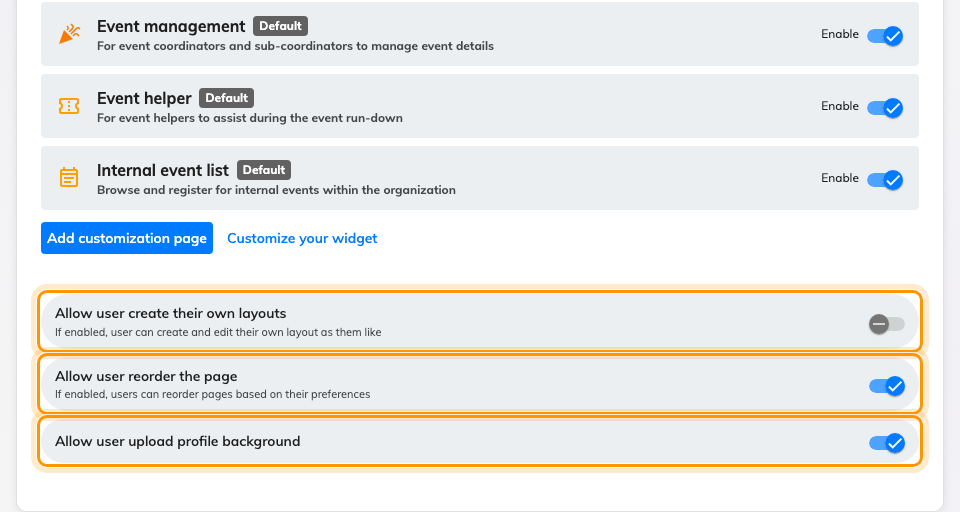 Event management Default
For event coordinators and sub-coordinators to manage event details
Enable
Event helper Default
For event helpers to assist during the event run-down
Enable
Internal event list Default
Browse and register for internal events within the organization
Enable
Add customization page Customize your widget
Allow user create their own layouts
If enabled, user can create and edit their own layout as them like
Allow user reorder the page
If enabled, users can reorder pages based on their preferences
Allow user upload profile background